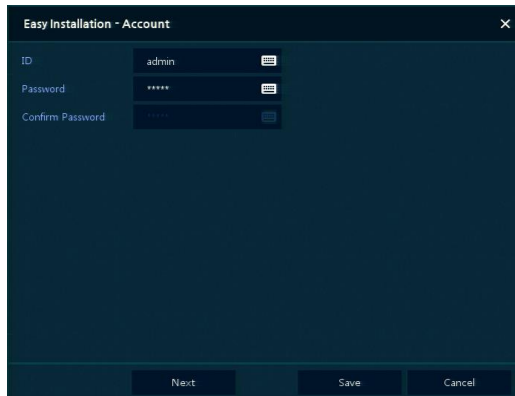 Easy Installation - Account
ID admin
Password *****
Confirm Password *****
Next Save Cancel